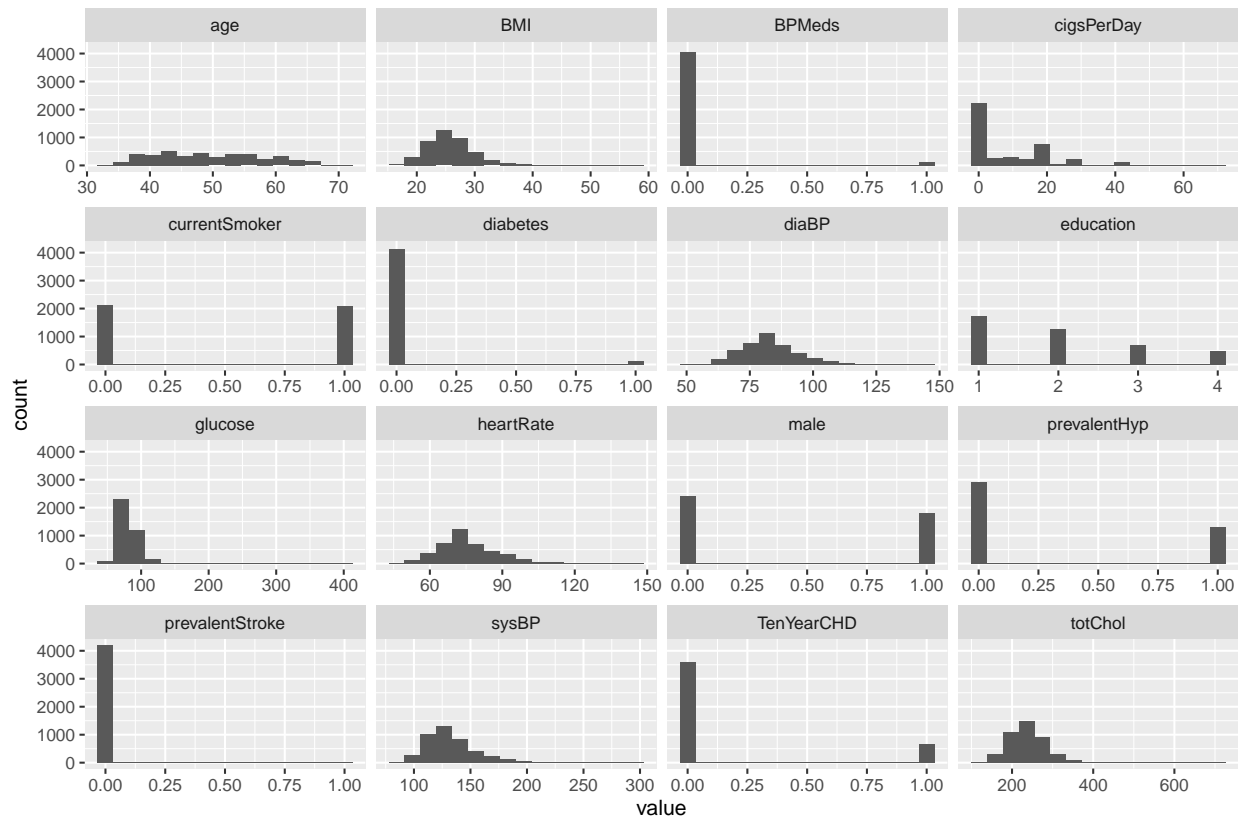 age BMI BPMeds cigsPerDay
4000
3000
2000
1000
0
30 40 50 60 70 20 30 40 50 60 0.00 0.25 0.50 0.75 1.00 0 20 40 60
currentSmoker diabetes diaBP education
4000
3000
2000
1000
0
0.00 0.25 0.50 0.75 1.00 0.00 0.25 0.50 0.75 1.00 50 75 100 125 150 1 2 3 4
count
glucose heartRate male prevalentHyp
4000
3000
2000
1000
0
100 200 300 400 60 90 120 150 0.00 0.25 0.50 0.75 1.00 0.00 0.25 0.50 0.75 1.00
prevalentStroke sysBP TenYearCHD totChol
4000
3000
2000
1000
0
0.00 0.25 0.50 0.75 1.00 100 150 200 250 300 0.00 0.25 0.50 0.75 1.00 200 400 600
value